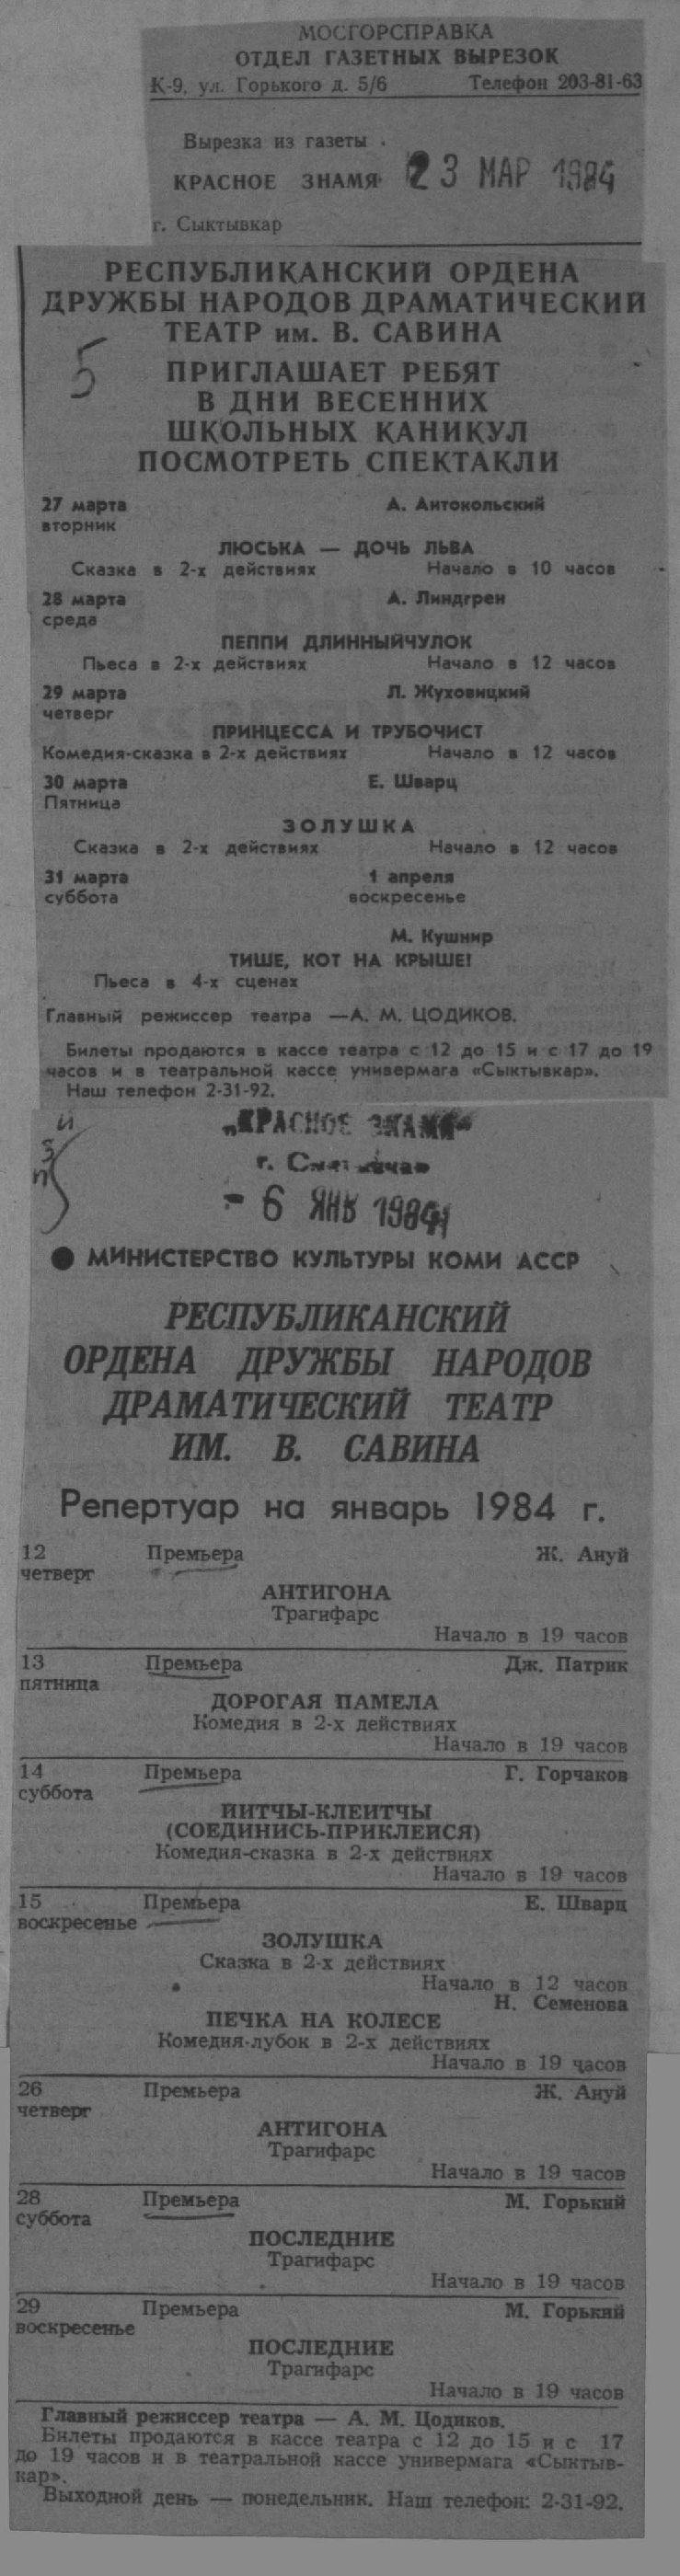 МОСГОРСПРАВКА
ОТДЕЛ ГАЗЕТНЫХ ВЫРЕЗОК
К-9, ул. Горького д. 5/6 Телефон 203-81-63
Вырезка из газеты
КРАСНОЕ ЗНАМЯ 23 МАР 1984
г. Сыктывкар
РЕСПУБЛИКАНСКИЙ ОРДЕНА
ДРУЖБЫ НАРОДОВ ДРАМАТИЧЕСКИЙ
ТЕАТР им. В. САВИНА
5
ПРИГЛАШАЕТ РЕБЯТ
В ДНИ ВЕСЕННИХ
ШКОЛЬНЫХ КАНИКУЛ
ПОСМОТРЕТЬ СПЕКТАКЛИ
27 марта А. Антокольский
вторник
ЛЮСЬКА — ДОЧЬ ЛЬВА
Сказка в 2-х действиях Начало в 10 часов
28 марта А. Линдгрен
среда
ПЕППИ ДЛИННЫЙЧУЛОК
Пьеса в 2-х действиях Начало в 12 часов
29 марта Л. Жуховицкий
четверг
ПРИНЦЕССА И ТРУБОЧИСТ
Комедия-сказка в 2-х действиях Начало в 12 часов
30 марта Е. Шварц
Пятница
ЗОЛУШКА
Сказка в 2-х действиях Начало в 12 часов
31 марта 1 апреля
суббота воскресенье
М. Кушнир
ТИШЕ, КОТ НА КРЫШЕ!
Пьеса в 4-х сценах
Главный режиссер театра —А. М. ЦОДИКОВ.
Билеты продаются в кассе театра с 12 до 15 и с 17 до 19
часов и в театральной кассе универмага «Сыктывкар».
Наш телефон 2-31-92.
„КРАСНОЕ ЗНАМЯ"
г. Сыктывкар
- 6 ЯНВ 1984
● МИНИСТЕРСТВО КУЛЬТУРЫ КОМИ АССР
РЕСПУБЛИКАНСКИЙ
ОРДЕНА ДРУЖБЫ НАРОДОВ
ДРАМАТИЧЕСКИЙ ТЕАТР
ИМ. В. САВИНА
Репертуар на январь 1984 г.
12 Премьера Ж. Ануй
четверг
АНТИГОНА
Трагифарс
Начало в 19 часов
13 Премьера Дж. Патрик
пятница
ДОРОГАЯ ПАМЕЛА
Комедия в 2-х действиях
Начало в 19 часов
14 Премьера Г. Горчаков
суббота
ЙИТЧЫ-КЛЕИТЧЫ
(СОЕДИНИСЬ-ПРИКЛЕЙСЯ)
Комедия-сказка в 2-х действиях
Начало в 19 часов
15 Премьера Е. Шварц
воскресенье
ЗОЛУШКА
Сказка в 2-х действиях
Начало в 12 часов
Н. Семенова
ПЕЧКА НА КОЛЕСЕ
Комедия-лубок в 2-х действиях
Начало в 19 часов
26 Премьера Ж. Ануй
четверг
АНТИГОНА
Трагифарс
Начало в 19 часов
28 Премьера М. Горький
суббота
ПОСЛЕДНИЕ
Трагифарс
Начало в 19 часов
29 Премьера М. Горький
воскресенье
ПОСЛЕДНИЕ
Трагифарс
Начало в 19 часов
Главный режиссер театра — А. М. Цодиков.
Билеты продаются в кассе театра с 12 до 15 и с 17
до 19 часов и в театральной кассе универмага «Сыктыв-
кар».
Выходной день — понедельник. Наш телефон: 2-31-92.